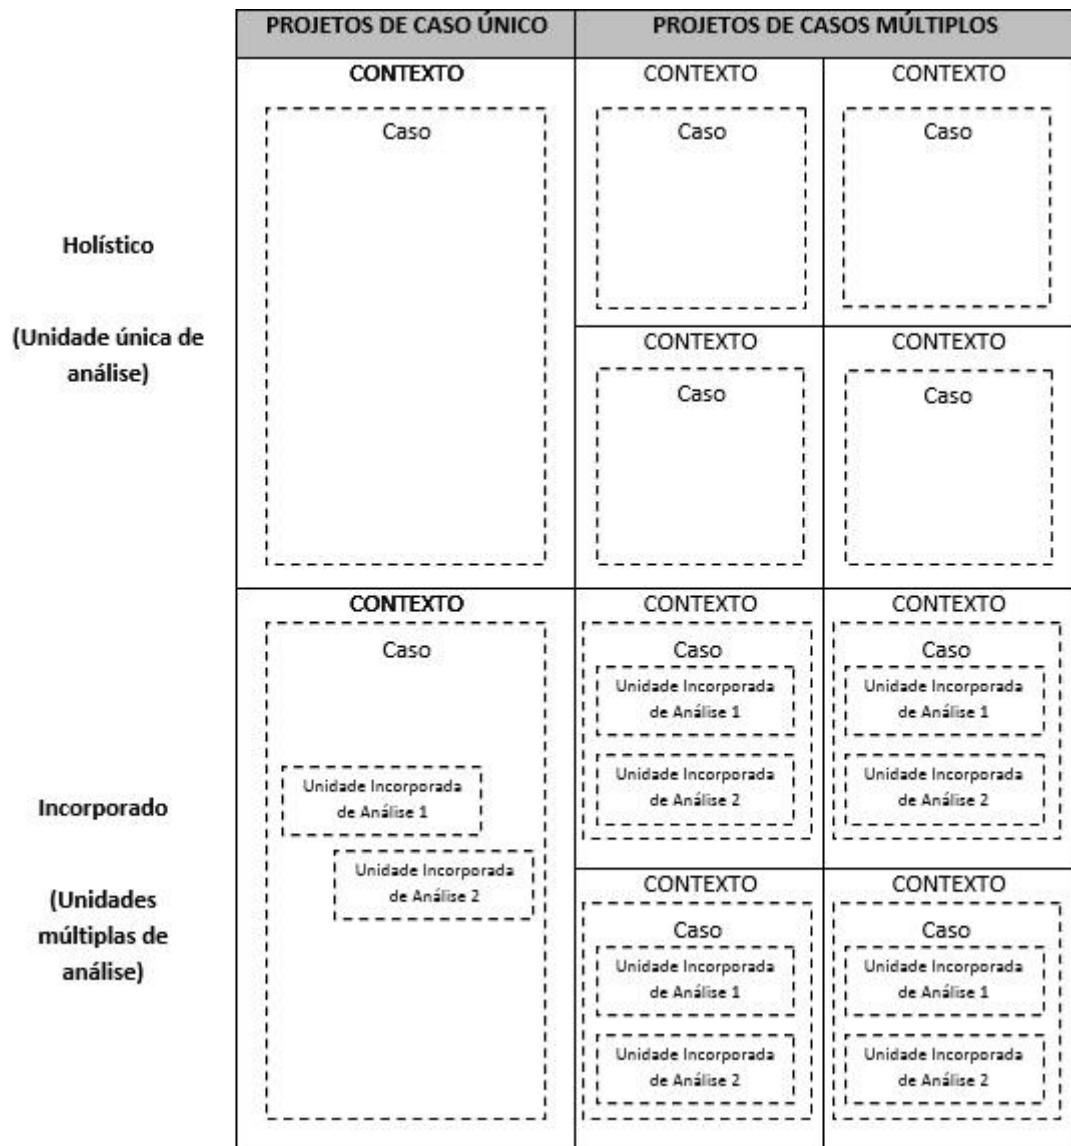 PROJETOS DE CASO ÚNICO
PROJETOS DE CASOS MÚLTIPLOS
Holístico
(Unidade única de
análise)
CONTEXTO
Caso
CONTEXTO
Caso
CONTEXTO
Caso
CONTEXTO
Caso
CONTEXTO
Caso
Incorporado
(Unidades
múltiplas de
análise)
CONTEXTO
Caso
Unidade Incorporada
de Análise 1
Unidade Incorporada
de Análise 2
CONTEXTO
Caso
Unidade Incorporada
de Análise 1
Unidade Incorporada
de Análise 2
CONTEXTO
Caso
Unidade Incorporada
de Análise 1
Unidade Incorporada
de Análise 2
CONTEXTO
Caso
Unidade Incorporada
de Análise 1
Unidade Incorporada
de Análise 2
CONTEXTO
Caso
Unidade Incorporada
de Análise 1
Unidade Incorporada
de Análise 2